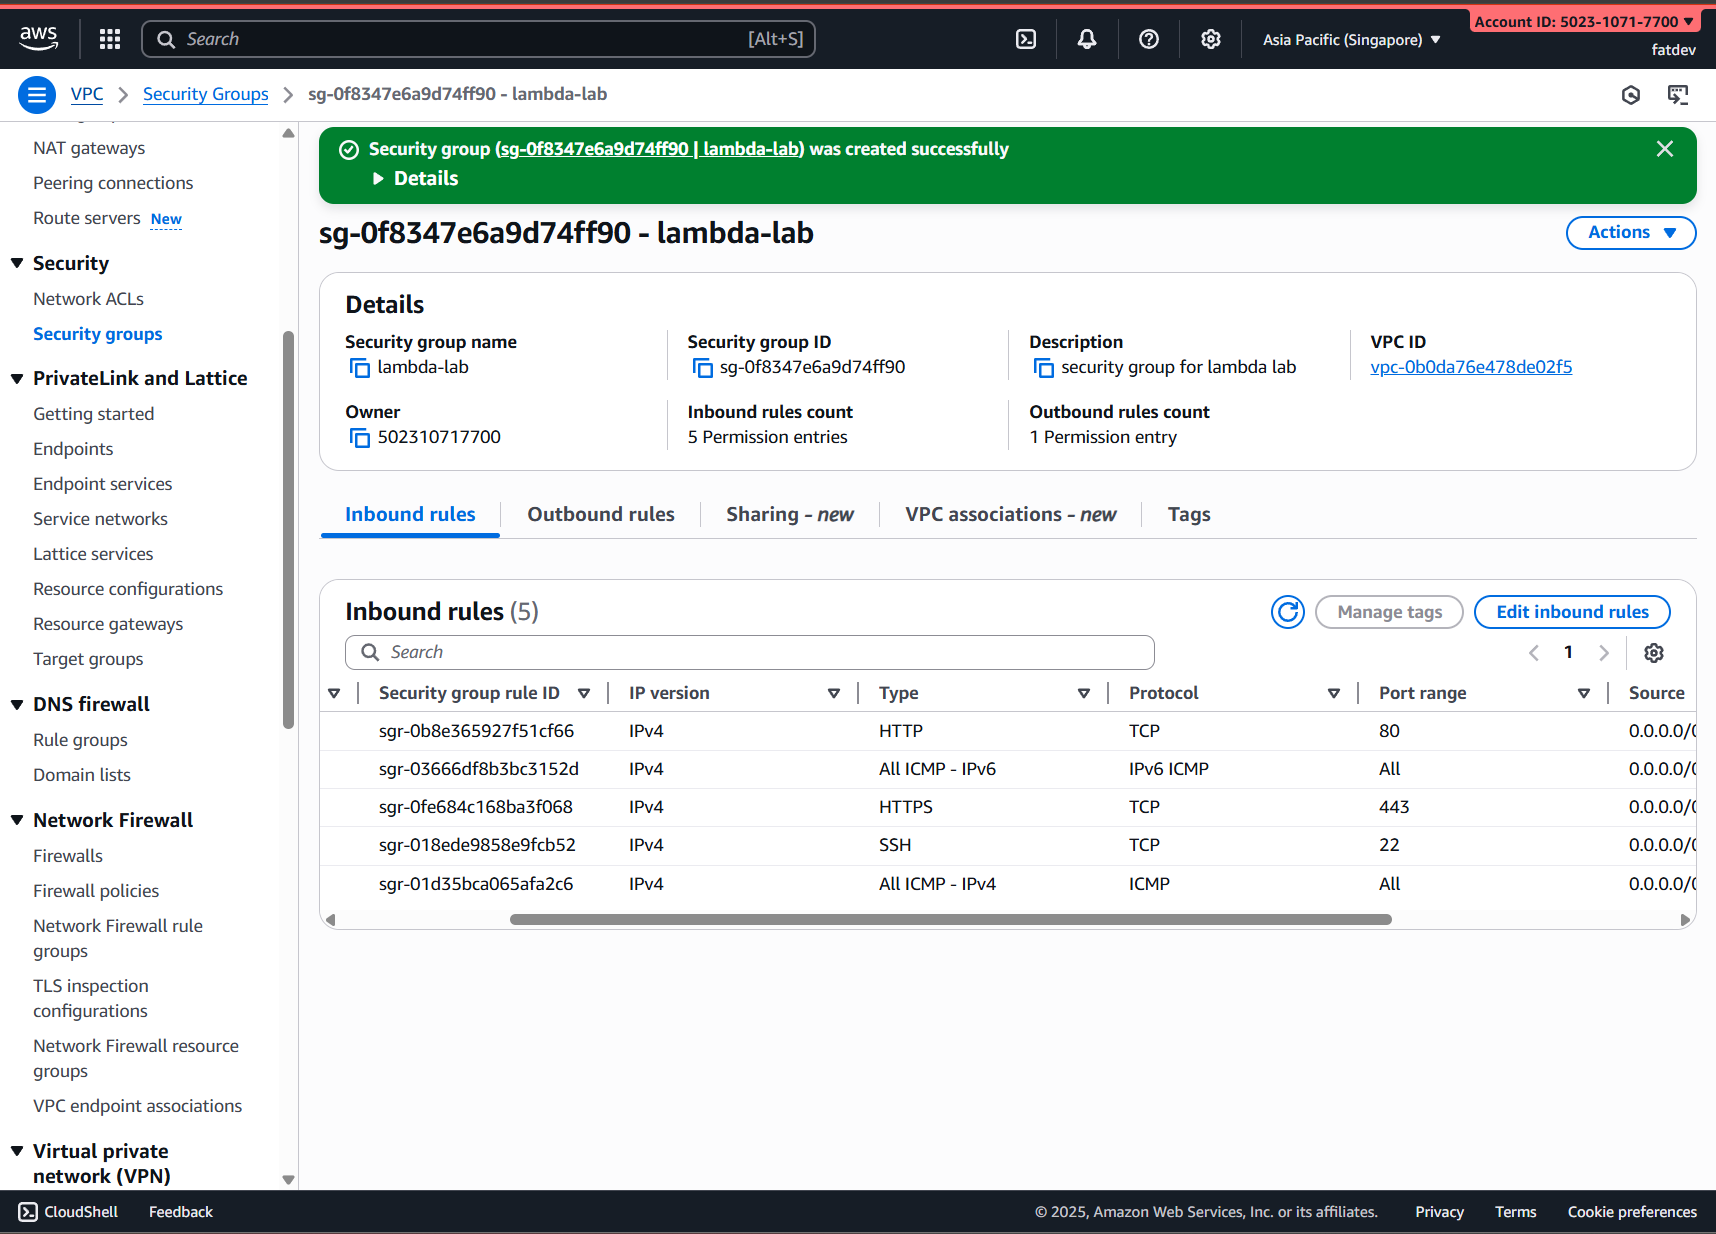 aws
Search [Alt+S]
Asia Pacific (Singapore)
Account ID: 5023-1071-7700
fatdev
VPC
Security Groups
sg-0f8347e6a9d74ff90 - lambda-lab
NAT gateways
Peering connections
Route servers New
Security
Network ACLs
Security groups
PrivateLink and Lattice
Getting started
Endpoints
Endpoint services
Service networks
Lattice services
Resource configurations
Resource gateways
Target groups
DNS firewall
Rule groups
Domain lists
Network Firewall
Firewalls
Firewall policies
Network Firewall rule
groups
TLS inspection
configurations
Network Firewall resource
groups
VPC endpoint associations
Virtual private
network (VPN)
Security group (sg-0f8347e6a9d74ff90 | lambda-lab) was created successfully
Details
sg-0f8347e6a9d74ff90 - lambda-lab
Actions
Details
Security group name
lambda-lab
Security group ID
sg-0f8347e6a9d74ff90
Description
security group for lambda lab
VPC ID
vpc-0b0da76e478de02f5
Owner
502310717700
Inbound rules count
5 Permission entries
Outbound rules count
1 Permission entry
Inbound rules
Outbound rules
Sharing - new
VPC associations - new
Tags
Inbound rules (5)
Manage tags
Edit inbound rules
Search
1
Security group rule ID IP version Type Protocol Port range Source
sgr-0b8e365927f51cf66 IPv4 HTTP TCP 80 0.0.0.0/0
sgr-03666df8b3bc3152d IPv4 All ICMP - IPv6 IPv6 ICMP All 0.0.0.0/0
sgr-0fe684c168ba3f068 IPv4 HTTPS TCP 443 0.0.0.0/0
sgr-018ede9858e9fcb52 IPv4 SSH TCP 22 0.0.0.0/0
sgr-01d35bca065afa2c6 IPv4 All ICMP - IPv4 ICMP All 0.0.0.0/0
CloudShell
Feedback
© 2025, Amazon Web Services, Inc. or its affiliates.
Privacy
Terms
Cookie preferences